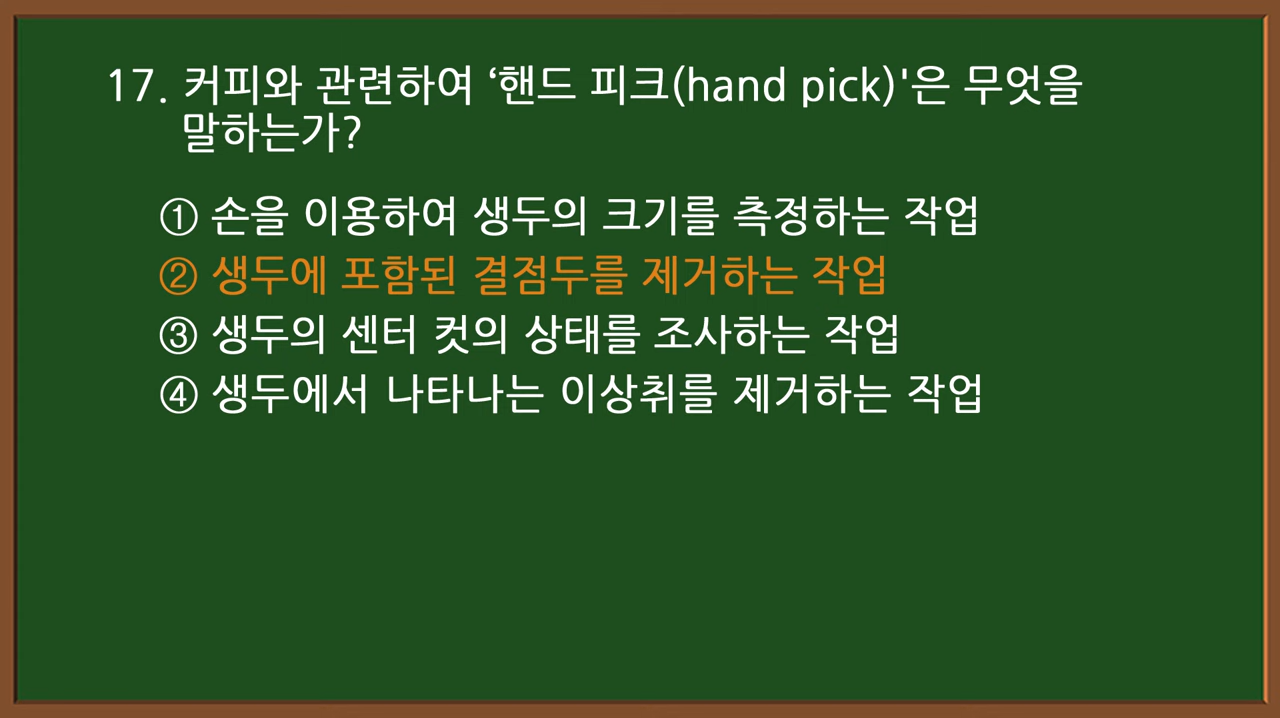 17. 커피와 관련하여 ‘핸드 피크(hand pick)'은 무엇을
말하는가?
① 손을 이용하여 생두의 크기를 측정하는 작업
② 생두에 포함된 결점두를 제거하는 작업
③ 생두의 센터 컷의 상태를 조사하는 작업
④ 생두에서 나타나는 이상취를 제거하는 작업